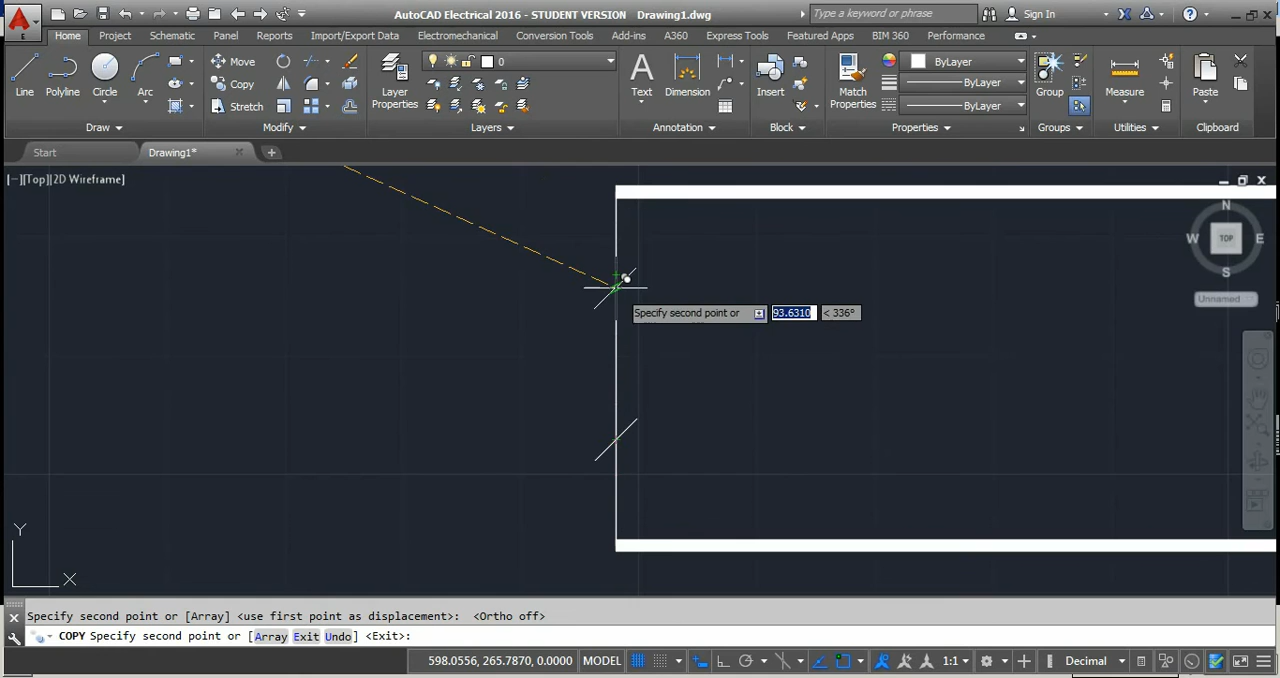 AutoCAD Electrical 2016 - STUDENT VERSION Drawing1.dwg
Type a keyword or phrase
Sign In
E
Home Project Schematic Panel Reports Import/Export Data Electromechanical Conversion Tools Add-ins A360 Express Tools Featured Apps BIM 360 Performance
Line Polyline Circle Arc
Move
Copy
Stretch
Layer Properties
0
Text Dimension
Insert
Match Properties
ByLayer
ByLayer
ByLayer
Group
Measure
Paste
Draw Modify Layers Annotation Block Properties Groups Utilities Clipboard
Start Drawing1*
[−][Top][2D Wireframe]
N
W TOP E
S
Unnamed
Specify second point or 93.6310 < 336°
Y
X
Specify second point or [Array] <use first point as displacement>: <Ortho off>
COPY Specify second point or [Array Exit Undo] <Exit>:
598.0556, 265.7870, 0.0000 MODEL 1:1 Decimal